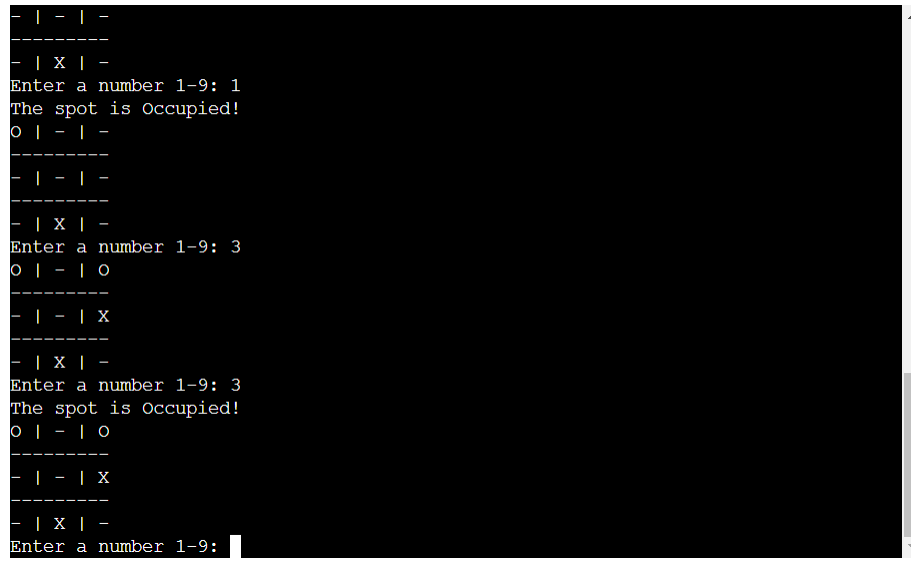 - | - | -
---------
- | X | -
Enter a number 1-9: 1
The spot is Occupied!
O | - | -
---------
- | - | -
---------
- | X | -
Enter a number 1-9: 3
O | - | O
---------
- | - | X
---------
- | X | -
Enter a number 1-9: 3
The spot is Occupied!
O | - | O
---------
- | - | X
---------
- | X | -
Enter a number 1-9: